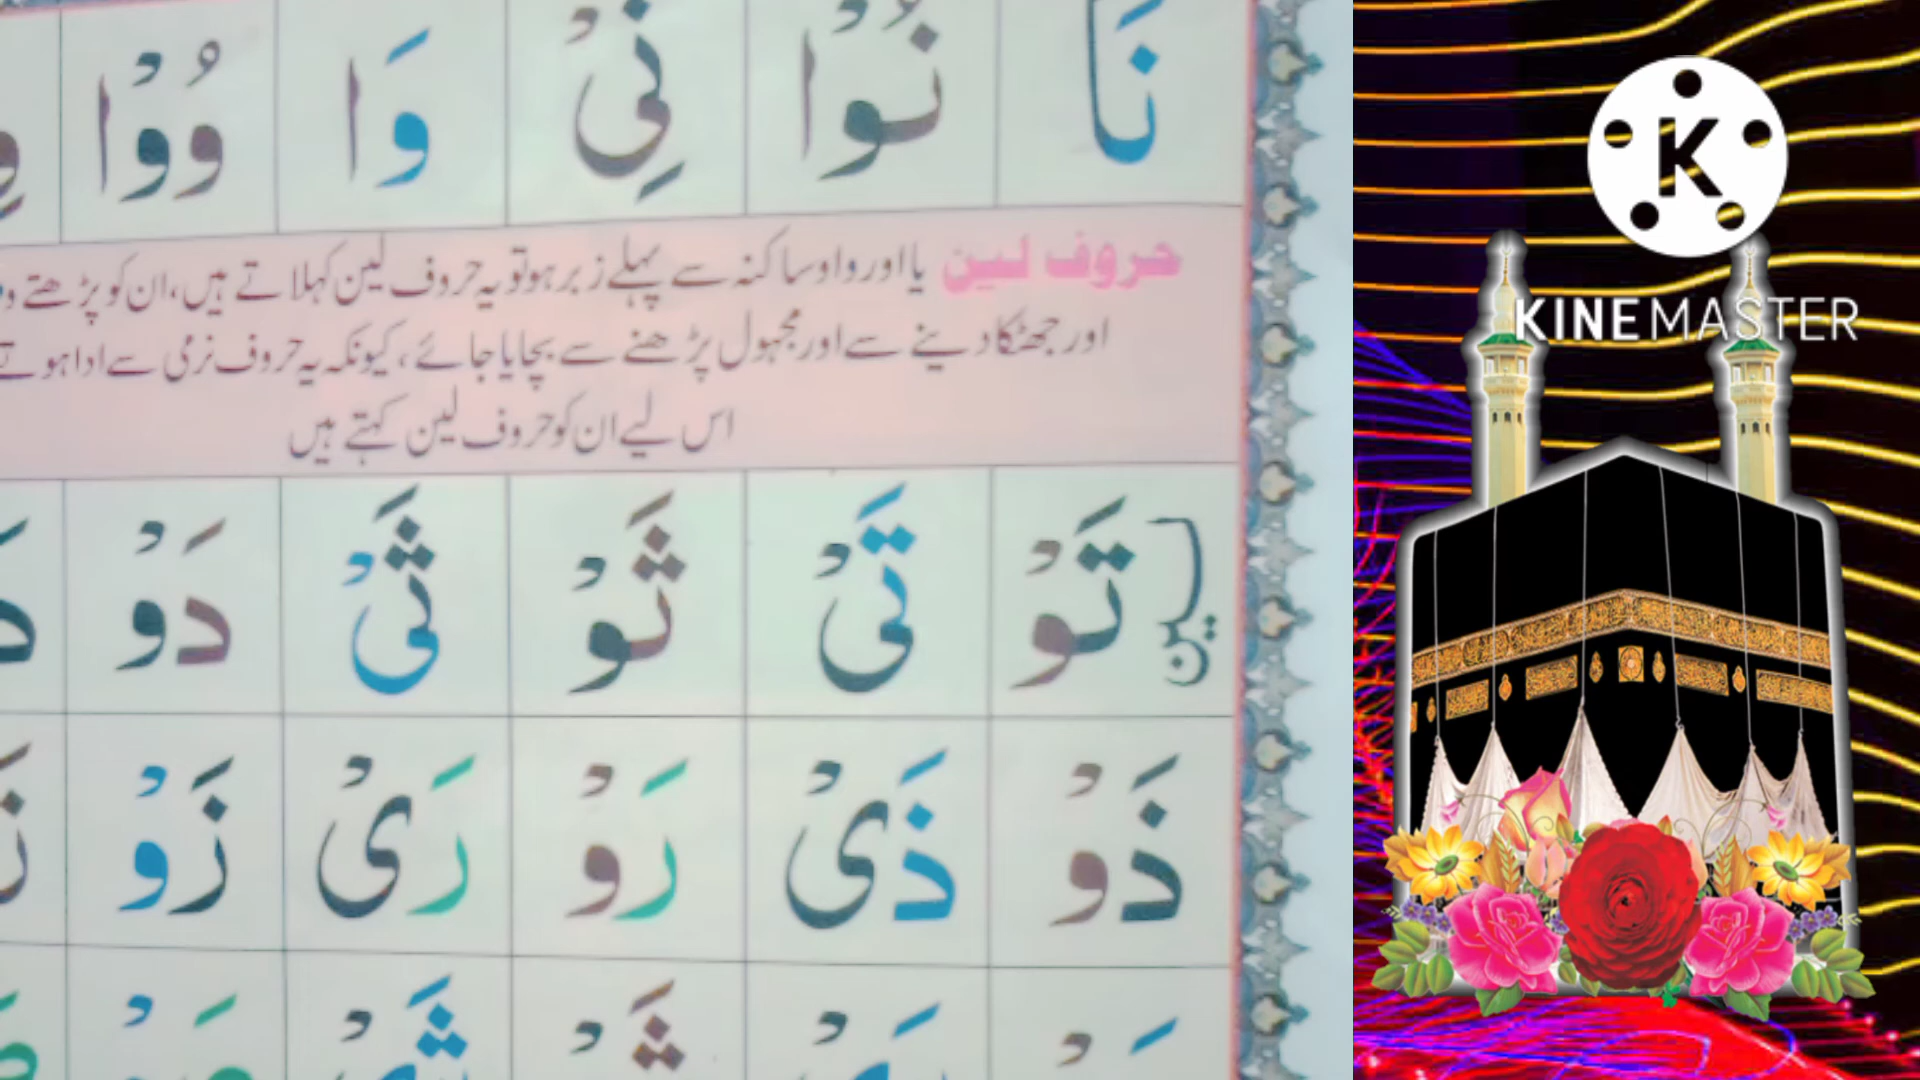 نَا نُوْا نِىْ وَا وُوْا
حروف لین یا اور واو ساکنہ سے پہلے زبر ہو تو یہ حروف لین کہلاتے ہیں، ان کو پڑھتے
اور جھٹکا دینے سے اور مجہول پڑھنے سے بچایا جائے، کیونکہ یہ حروف نرمی سے ادا ہوتے
اس لیے ان کو حروف لین کہتے ہیں
لین تَوْ تَىْ ثَوْ ثَىْ دَوْ
ذَوْ ذَىْ رَوْ رَىْ زَوْ
KINEMASTER